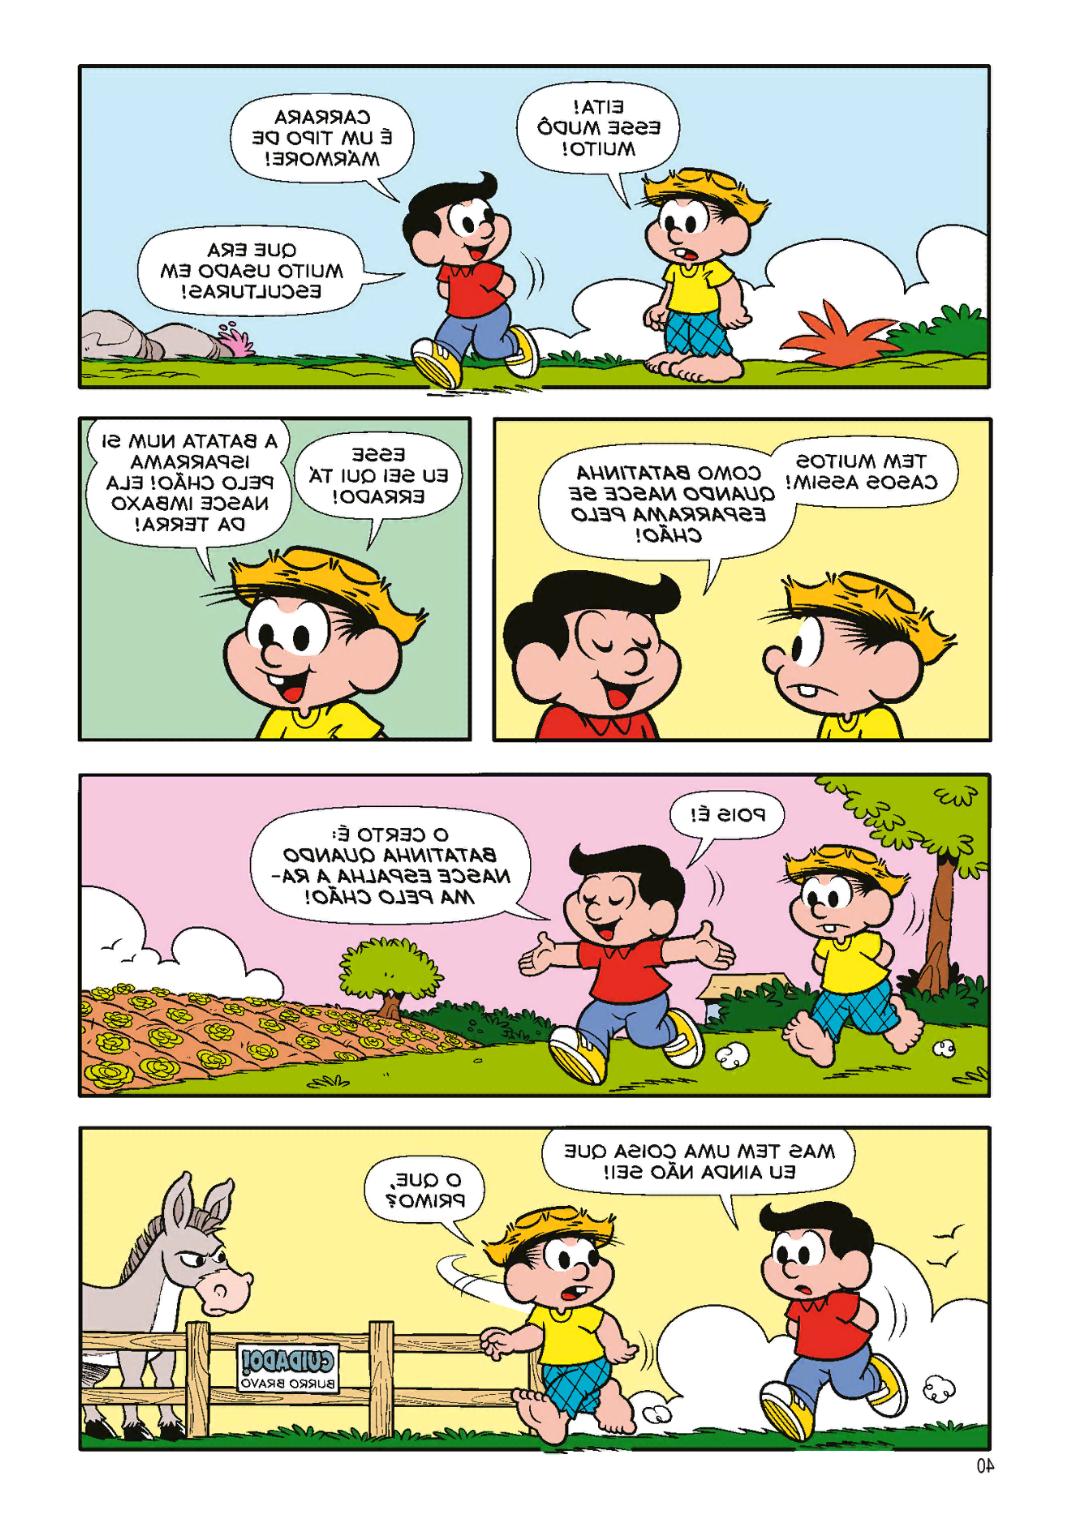 EITA!
ESSE MUDÔ
MUITO!
CARRARA
É UM TIPO DE
MÁRMORE!
QUE ERA
MUITO USADO EM
ESCULTURAS!
TEM MUITOS
CASOS ASSIM!
COMO BATATINHA
QUANDO NASCE SE
ESPARRAMA PELO
CHÃO!
ESSE
EU SEI QUI TÁ
ERRADO!
A BATATA NUM SI
ISPARRAMA
PELO CHÃO! ELA
NASCE IMBAXO
DA TERRA!
POIS É!
O CERTO É:
BATATINHA QUANDO
NASCE ESPALHA A RA-
MA PELO CHÃO!
MAS TEM UMA COISA QUE
EU AINDA NÃO SEI!
O QUE,
PRIMO?
CUIDADO!
BURRO BRAVO
40